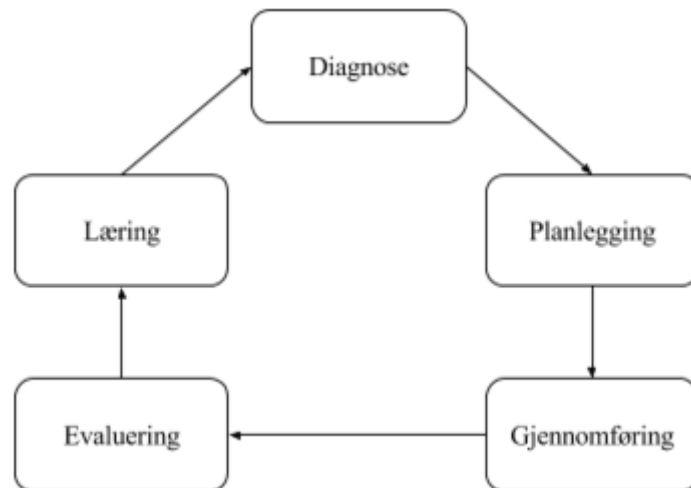 Diagnose
Planlegging
Gjennomføring
Evaluering
Læring